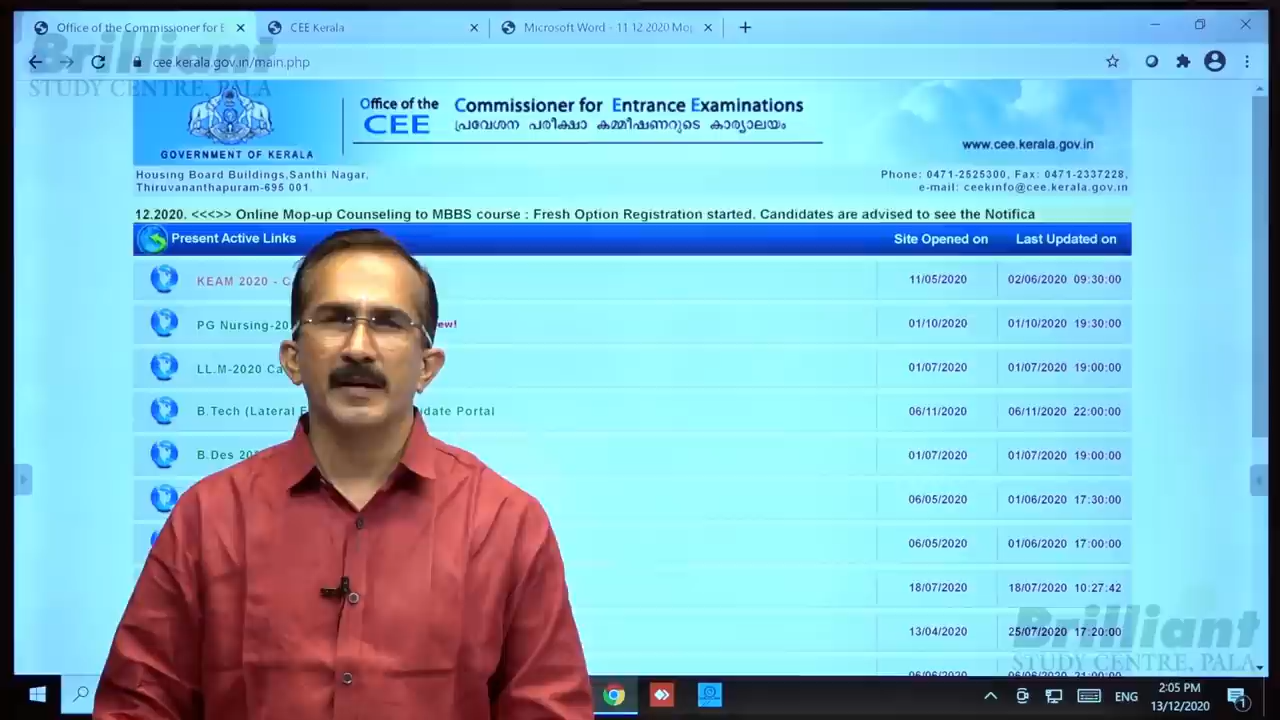 Office of the Commissioner for E
CEE Kerala
Microsoft Word - 11 12 2020 Mop
Brilliant
STUDY CENTRE, PALA
cee.kerala.gov.in/main.php
Office of the
CEE
Commissioner for Entrance Examinations
പ്രവേശന പരീക്ഷാ കമ്മീഷണറുടെ കാര്യാലയം
GOVERNMENT OF KERALA
www.cee.kerala.gov.in
Housing Board Buildings,Santhi Nagar,
Thiruvananthapuram-695 001.
Phone: 0471-2525300, Fax: 0471-2337228,
e-mail: ceekinfo@cee.kerala.gov.in
12.2020. <<<>> Online Mop-up Counseling to MBBS course : Fresh Option Registration started. Candidates are advised to see the Notifica
Present Active Links Site Opened on Last Updated on
KEAM 2020 - C 11/05/2020 02/06/2020 09:30:00
PG Nursing-20 ew! 01/10/2020 01/10/2020 19:30:00
LL.M-2020 Ca 01/07/2020 01/07/2020 19:00:00
B.Tech (Lateral E date Portal 06/11/2020 06/11/2020 22:00:00
B.Des 20 01/07/2020 01/07/2020 19:00:00
06/05/2020 01/06/2020 17:30:00
06/05/2020 01/06/2020 17:00:00
18/07/2020 18/07/2020 10:27:42
13/04/2020 25/07/2020 17:20:00
Brilliant
STUDY CENTRE, PALA
ENG
2:05 PM
13/12/2020
1